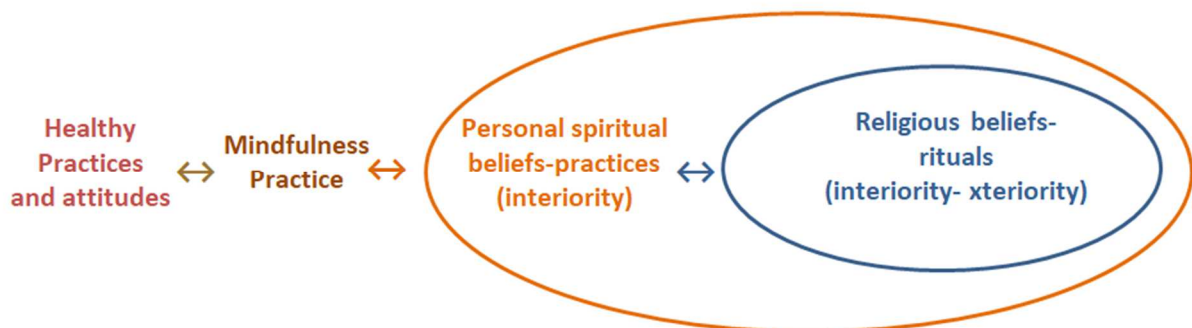 Healthy
Practices
and attitudes
↔
Mindfulness
Practice
↔
Personal spiritual
beliefs-practices
(interiority)
↔
Religious beliefs-
rituals
(interiority- xteriority)